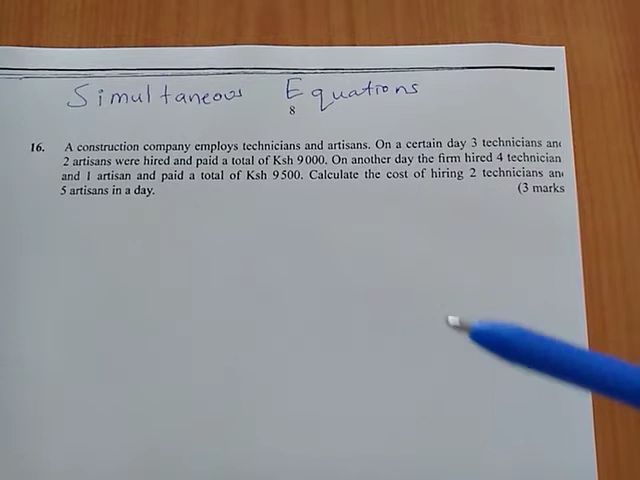 Simultaneous Equations
8
16. A construction company employs technicians and artisans. On a certain day 3 technicians and
2 artisans were hired and paid a total of Ksh 9000. On another day the firm hired 4 technician
and 1 artisan and paid a total of Ksh 9500. Calculate the cost of hiring 2 technicians and
5 artisans in a day. (3 marks